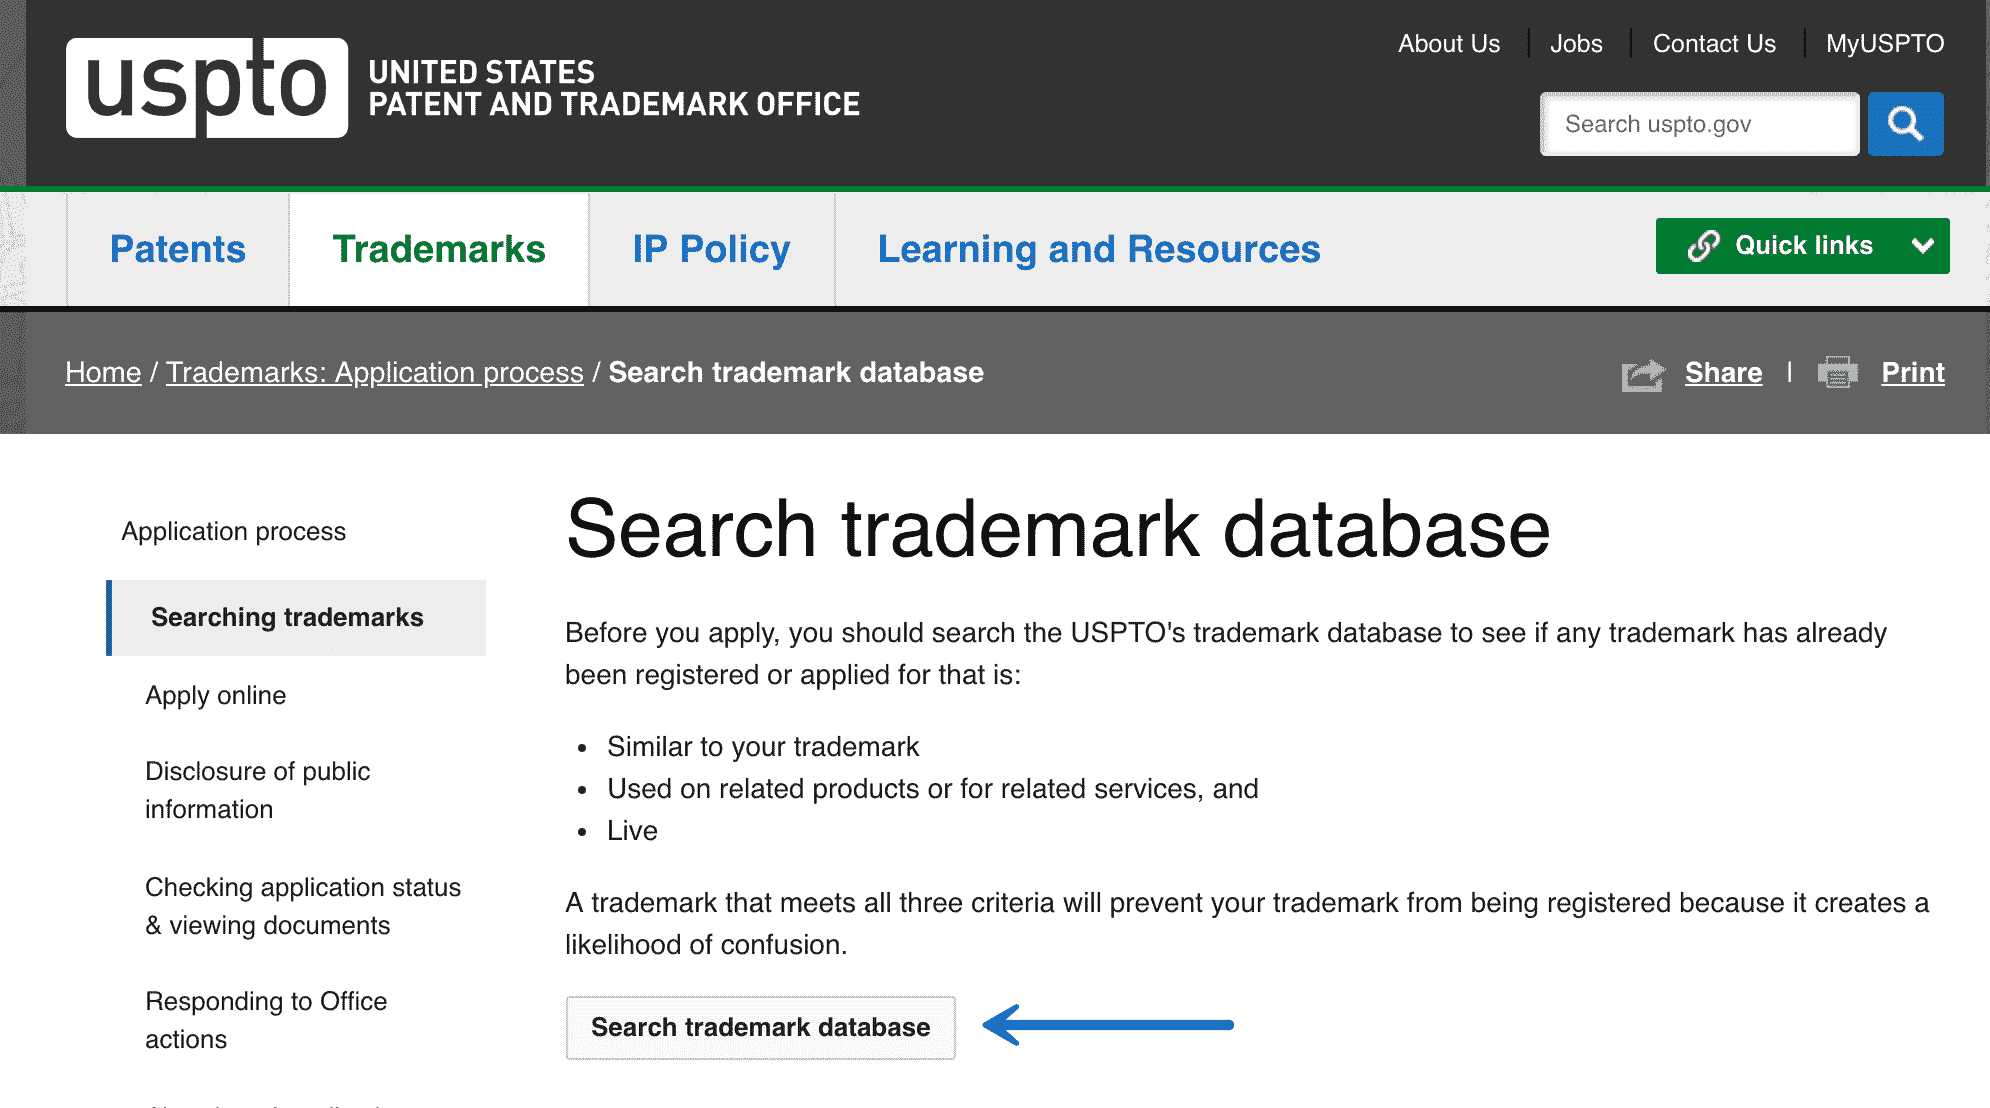 uspto
UNITED STATES
PATENT AND TRADEMARK OFFICE
About Us
Jobs
Contact Us
MyUSPTO
Search uspto.gov
Patents
Trademarks
IP Policy
Learning and Resources
Quick links
Home / Trademarks: Application process / Search trademark database
Share
Print
Application process
Searching trademarks
Apply online
Disclosure of public
information
Checking application status
& viewing documents
Responding to Office
actions
Search trademark database
Before you apply, you should search the USPTO's trademark database to see if any trademark has already
been registered or applied for that is:
• Similar to your trademark
• Used on related products or for related services, and
• Live
A trademark that meets all three criteria will prevent your trademark from being registered because it creates a
likelihood of confusion.
Search trademark database